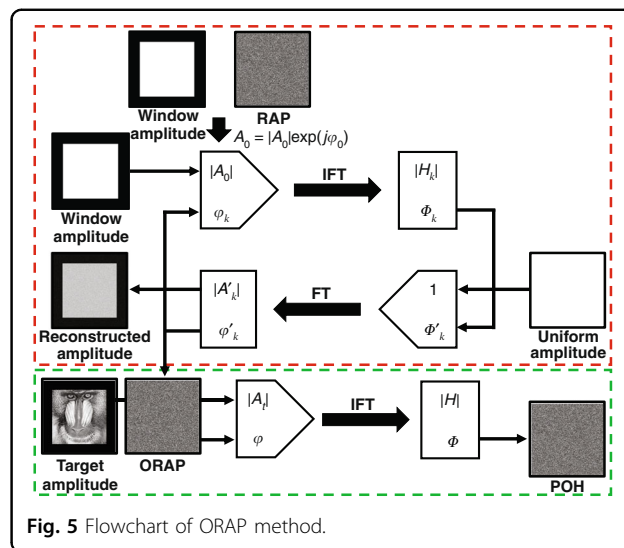 Window
amplitude
RAP
A₀ = |A₀|exp(jφ₀)
Window
amplitude
|A₀|
φₖ
IFT
|Hₖ|
Φₖ
Reconstructed
amplitude
|A′ₖ|
φ′ₖ
FT
1
Φ′ₖ
Uniform
amplitude
Target
amplitude
ORAP
|Aₜ|
φ
IFT
|H|
Φ
POH
Fig. 5 Flowchart of ORAP method.